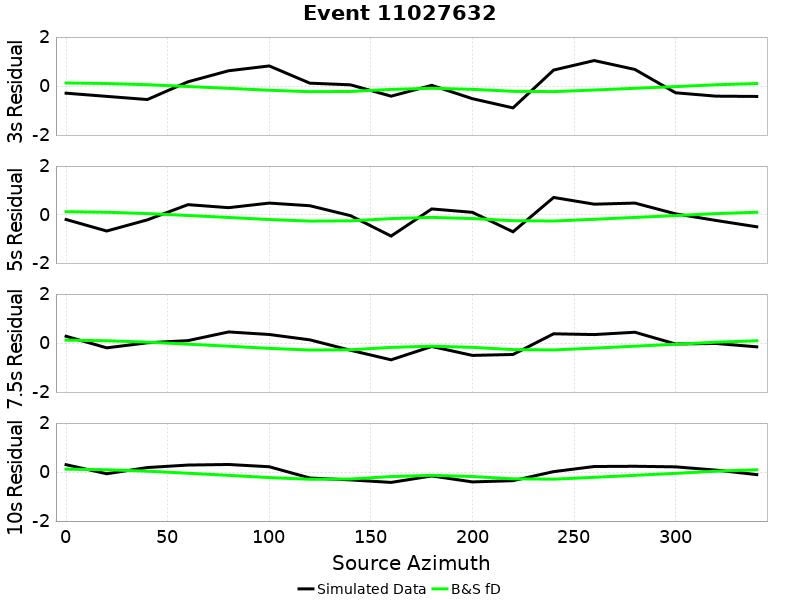 Event 11027632
3s Residual
2
0
-2
5s Residual
2
0
-2
7.5s Residual
2
0
-2
10s Residual
2
0
-2
0 50 100 150 200 250 300
Source Azimuth
Simulated Data B&S fD